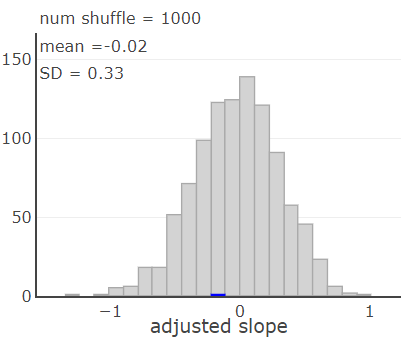 num shuffle = 1000
mean =-0.02
SD = 0.33
150
100
50
0
−1 0 1
adjusted slope